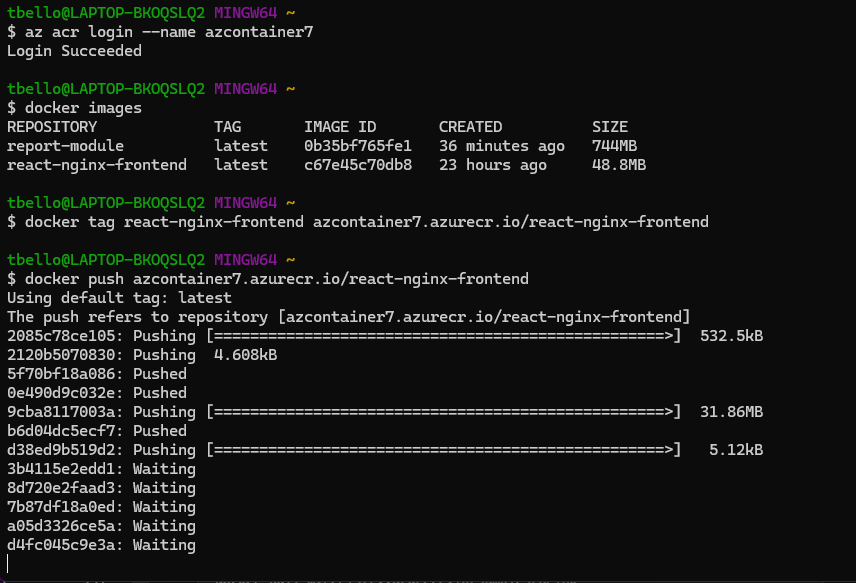 tbello@LAPTOP-BKOQSLQ2 MINGW64 ~
$ az acr login --name azcontainer7
Login Succeeded
tbello@LAPTOP-BKOQSLQ2 MINGW64 ~
$ docker images
REPOSITORY TAG IMAGE ID CREATED SIZE
report-module latest 0b35bf765fe1 36 minutes ago 744MB
react-nginx-frontend latest c67e45c70db8 23 hours ago 48.8MB
tbello@LAPTOP-BKOQSLQ2 MINGW64 ~
$ docker tag react-nginx-frontend azcontainer7.azurecr.io/react-nginx-frontend
tbello@LAPTOP-BKOQSLQ2 MINGW64 ~
$ docker push azcontainer7.azurecr.io/react-nginx-frontend
Using default tag: latest
The push refers to repository [azcontainer7.azurecr.io/react-nginx-frontend]
2085c78ce105: Pushing [==================================================>] 532.5kB
2120b5070830: Pushing 4.608kB
5f70bf18a086: Pushed
0e490d9c032e: Pushed
9cba8117003a: Pushing [==================================================>] 31.86MB
b6d04dc5ecf7: Pushed
d38ed9b519d2: Pushing [==================================================>] 5.12kB
3b4115e2edd1: Waiting
8d720e2faad3: Waiting
7b87df18a0ed: Waiting
a05d3326ce5a: Waiting
d4fc045c9e3a: Waiting